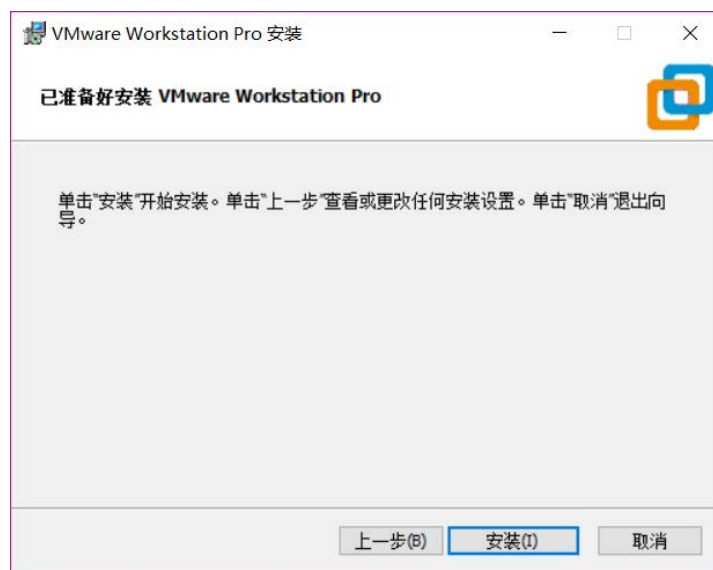 VMware Workstation Pro 安装
已准备好安装 VMware Workstation Pro
单击"安装"开始安装。单击"上一步"查看或更改任何安装设置。单击"取消"退出向
导。
上一步(B) 安装(I) 取消